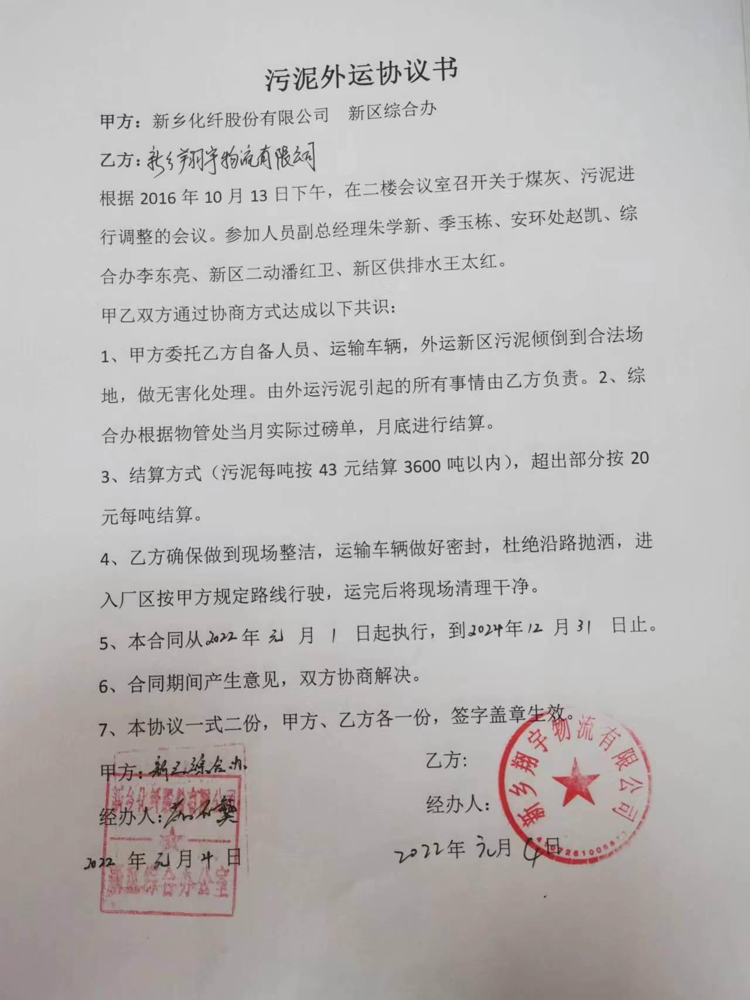 污泥外运协议书
甲方：新乡化纤股份有限公司 新区综合办
乙方：新乡翔宇物流有限公司
根据 2016 年 10 月 13 日下午，在二楼会议室召开关于煤灰、污泥进
行调整的会议。参加人员副总经理朱学新、季玉栋、安环处赵凯、综
合办李东亮、新区二动潘红卫、新区供排水王太红。
甲乙双方通过协商方式达成以下共识：
1、甲方委托乙方自备人员、运输车辆，外运新区污泥倾倒到合法场
地，做无害化处理。由外运污泥引起的所有事情由乙方负责。2、综
合办根据物管处当月实际过磅单，月底进行结算。
3、结算方式（污泥每吨按 43 元结算 3600 吨以内），超出部分按 20
元每吨结算。
4、乙方确保做到现场整洁，运输车辆做好密封，杜绝沿路抛洒，进
入厂区按甲方规定路线行驶，运完后将现场清理干净。
5、本合同从2022年 元 月 1 日起执行，到2024年12 月 31 日止。
6、合同期间产生意见，双方协商解决。
7、本协议一式二份，甲方、乙方各一份，签字盖章生效。
甲方：新区综合办
经办人：
2022 年 元 月 4 日
新乡化纤股份有限公司
新区综合办公室
乙方：
经办人：
2022年 元月 4日
新乡翔宇物流有限公司